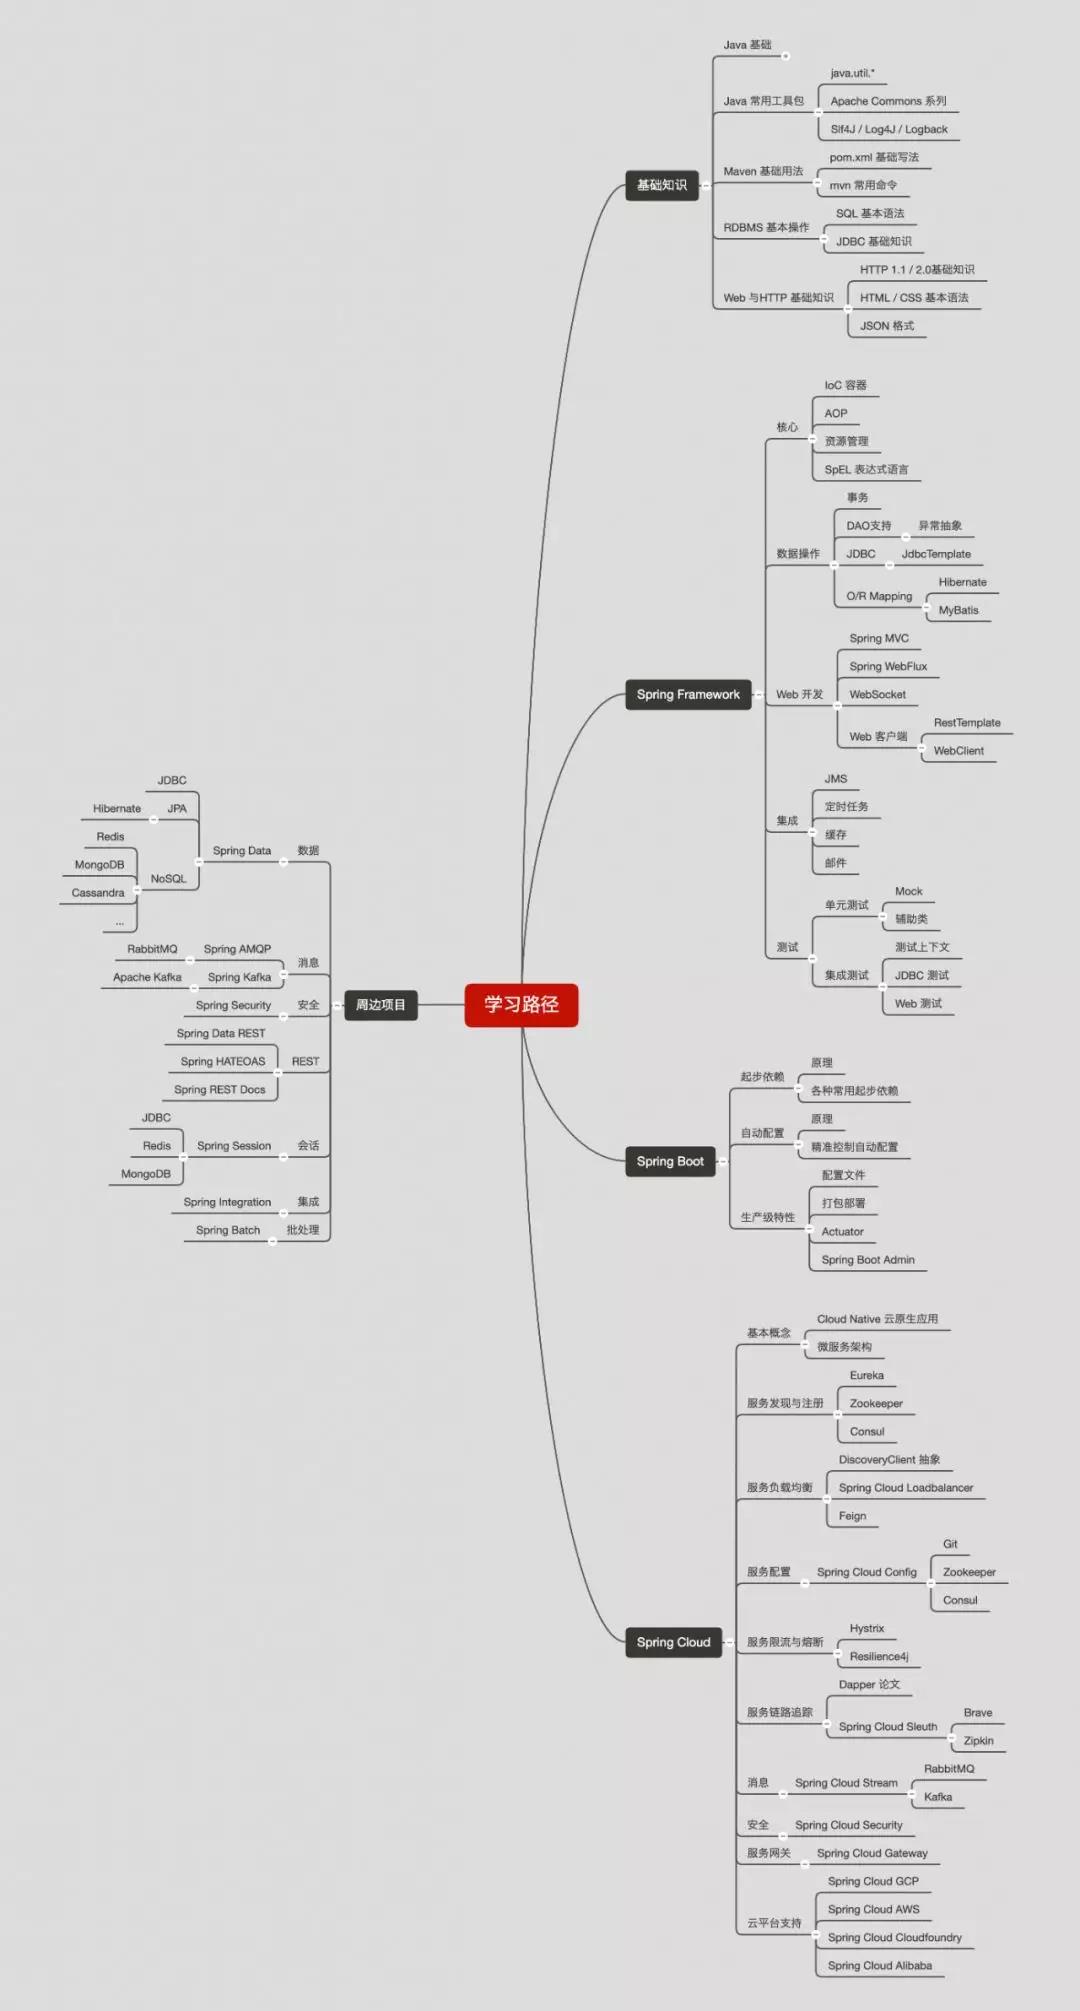 学习路径
基础知识
Java 基础
Java 常用工具包
java.util.*
Apache Commons 系列
Slf4J / Log4J / Logback
Maven 基础用法
pom.xml 基础写法
mvn 常用命令
RDBMS 基本操作
SQL 基本语法
JDBC 基础知识
Web 与HTTP 基础知识
HTTP 1.1 / 2.0基础知识
HTML / CSS 基本语法
JSON 格式
Spring Framework
核心
IoC 容器
AOP
资源管理
SpEL 表达式语言
数据操作
事务
DAO支持
异常抽象
JDBC
JdbcTemplate
O/R Mapping
Hibernate
MyBatis
Web 开发
Spring MVC
Spring WebFlux
WebSocket
Web 客户端
RestTemplate
WebClient
集成
JMS
定时任务
缓存
邮件
测试
单元测试
Mock
辅助类
集成测试
测试上下文
JDBC 测试
Web 测试
Spring Boot
起步依赖
原理
各种常用起步依赖
自动配置
原理
精准控制自动配置
生产级特性
配置文件
打包部署
Actuator
Spring Boot Admin
Spring Cloud
基本概念
Cloud Native 云原生应用
微服务架构
服务发现与注册
Eureka
Zookeeper
Consul
服务负载均衡
DiscoveryClient 抽象
Spring Cloud Loadbalancer
Feign
服务配置
Spring Cloud Config
Git
Zookeeper
Consul
服务限流与熔断
Hystrix
Resilience4j
服务链路追踪
Dapper 论文
Spring Cloud Sleuth
Brave
Zipkin
消息
Spring Cloud Stream
RabbitMQ
Kafka
安全
Spring Cloud Security
服务网关
Spring Cloud Gateway
云平台支持
Spring Cloud GCP
Spring Cloud AWS
Spring Cloud Cloudfoundry
Spring Cloud Alibaba
周边项目
数据
Spring Data
JDBC
JPA
Hibernate
NoSQL
Redis
MongoDB
Cassandra
...
消息
Spring AMQP
RabbitMQ
Spring Kafka
Apache Kafka
安全
Spring Security
REST
Spring Data REST
Spring HATEOAS
Spring REST Docs
会话
Spring Session
JDBC
Redis
MongoDB
集成
Spring Integration
批处理
Spring Batch